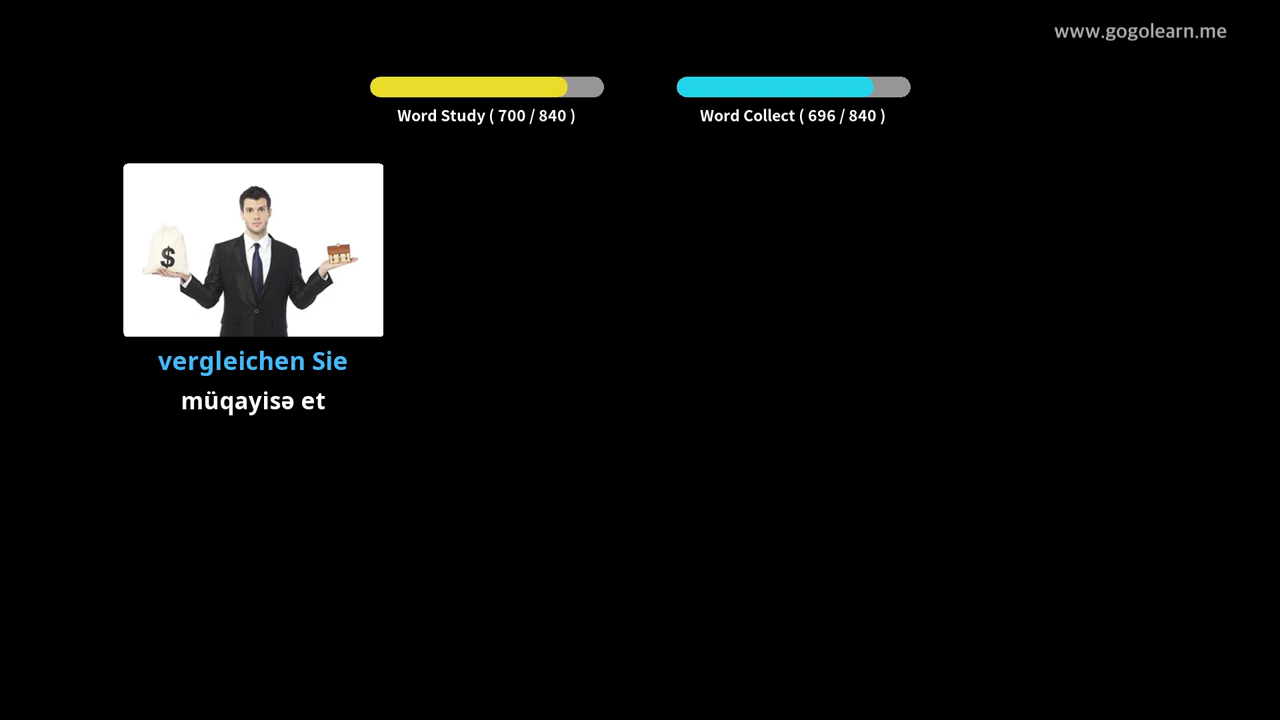 www.gogolearn.me
Word Study ( 700 / 840 )
Word Collect ( 696 / 840 )
$
vergleichen Sie
müqayisə et